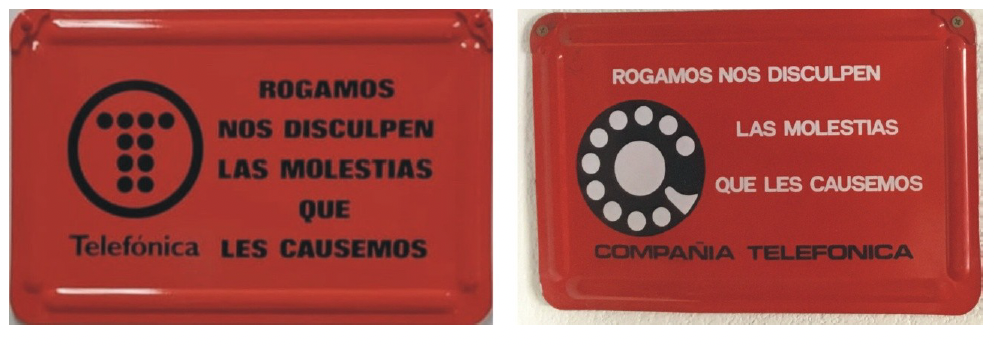 ROGAMOS
NOS DISCULPEN
LAS MOLESTIAS
QUE
LES CAUSEMOS
Telefónica
ROGAMOS NOS DISCULPEN
LAS MOLESTIAS
QUE LES CAUSEMOS
COMPAÑIA TELEFONICA